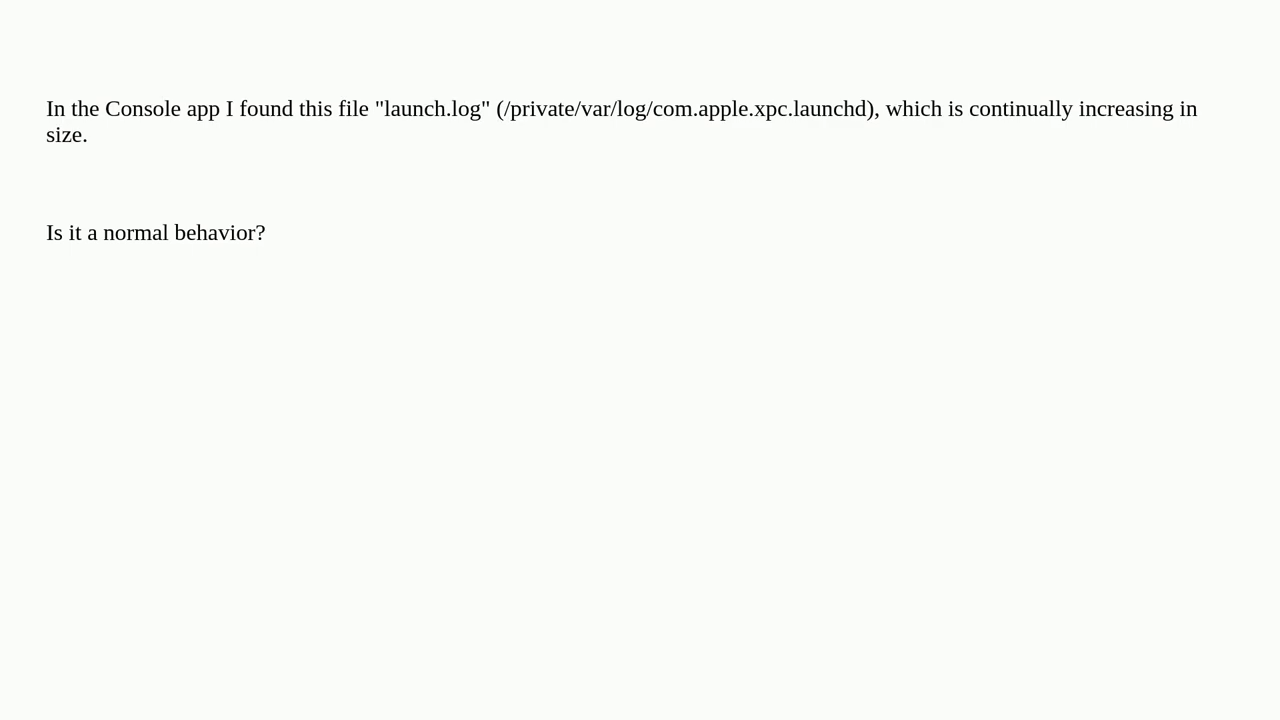 In the Console app I found this file "launch.log" (/private/var/log/com.apple.xpc.launchd), which is continually increasing in
size.
Is it a normal behavior?